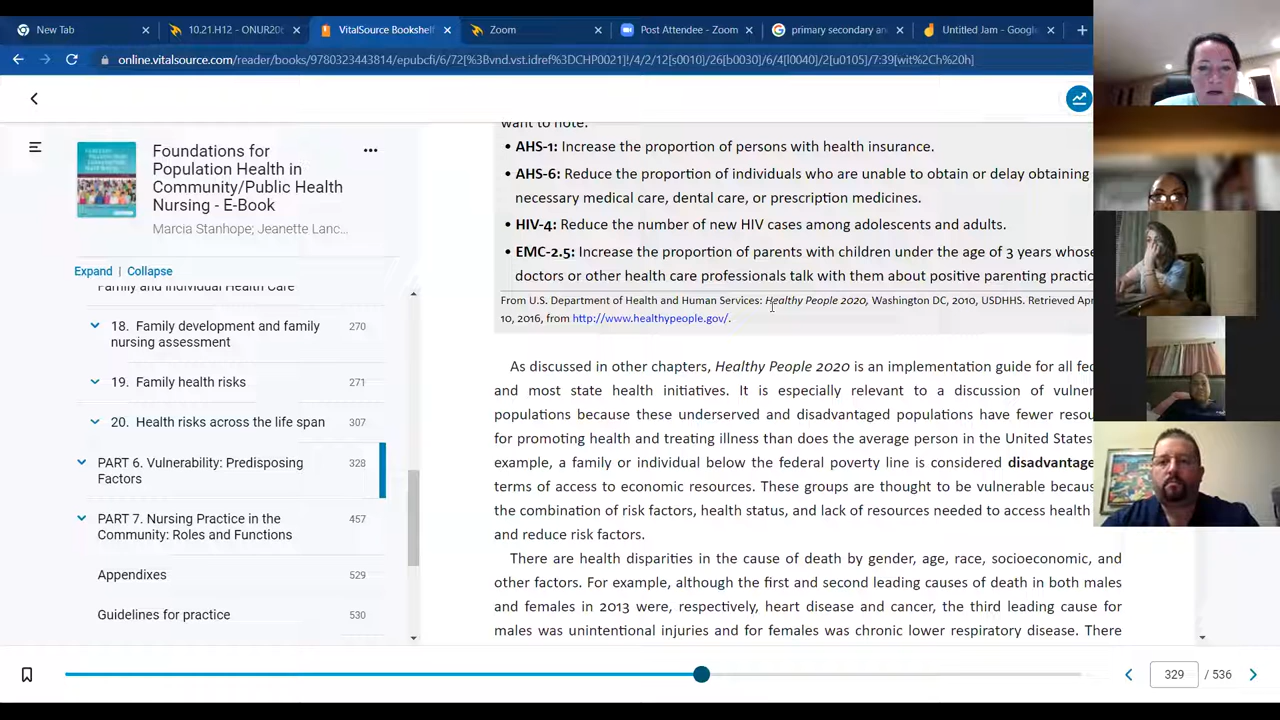 New Tab
10.21.H12 - ONUR20
VitalSource Bookshelf
Zoom
Post Attendee - Zoom
primary secondary an
Untitled Jam - Google
online.vitalsource.com/reader/books/9780323443814/epubcfi/6/72[%3Bvnd.vst.idref%3DCHP0021]!/4/2/12[s0010]/26[b0030]/6/4[l0040]/2[u0105]/7:39[wit%2Ch%20h]
Foundations for
Population Health in
Community/Public Health
Nursing - E-Book
Marcia Stanhope; Jeanette Lanc...
Expand | Collapse
Family and Individual Health Care
18. Family development and family 270
nursing assessment
19. Family health risks 271
20. Health risks across the life span 307
PART 6. Vulnerability: Predisposing 328
Factors
PART 7. Nursing Practice in the 457
Community: Roles and Functions
Appendixes 529
Guidelines for practice 530
want to note.
• AHS-1: Increase the proportion of persons with health insurance.
• AHS-6: Reduce the proportion of individuals who are unable to obtain or delay obtaining
necessary medical care, dental care, or prescription medicines.
• HIV-4: Reduce the number of new HIV cases among adolescents and adults.
• EMC-2.5: Increase the proportion of parents with children under the age of 3 years whose
doctors or other health care professionals talk with them about positive parenting practic
From U.S. Department of Health and Human Services: Healthy People 2020, Washington DC, 2010, USDHHS. Retrieved Apr
10, 2016, from http://www.healthypeople.gov/.
As discussed in other chapters, Healthy People 2020 is an implementation guide for all fed
and most state health initiatives. It is especially relevant to a discussion of vulner
populations because these underserved and disadvantaged populations have fewer resou
for promoting health and treating illness than does the average person in the United States
example, a family or individual below the federal poverty line is considered disadvantage
terms of access to economic resources. These groups are thought to be vulnerable becaus
the combination of risk factors, health status, and lack of resources needed to access health
and reduce risk factors.
There are health disparities in the cause of death by gender, age, race, socioeconomic, and
other factors. For example, although the first and second leading causes of death in both males
and females in 2013 were, respectively, heart disease and cancer, the third leading cause for
males was unintentional injuries and for females was chronic lower respiratory disease. There
329 / 536